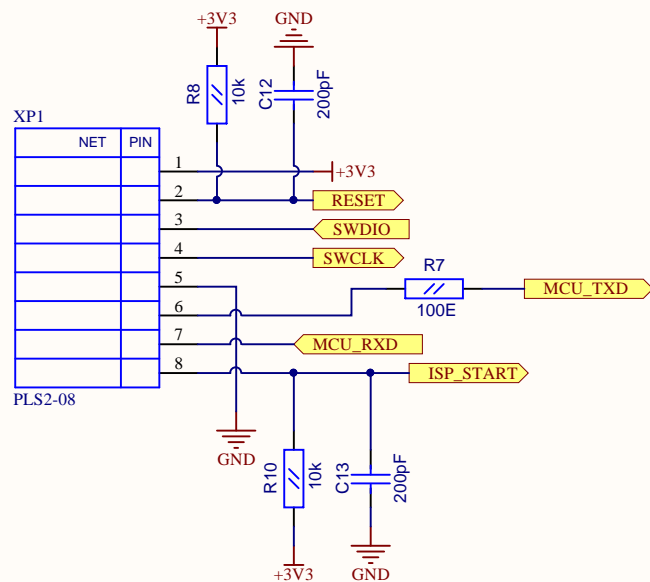 +3V3
GND
R8
10k
C12
200pF
XP1
NET PIN
1
+3V3
2
RESET
3
SWDIO
4
SWCLK
5
R7
6
MCU_TXD
100E
7
MCU_RXD
8
ISP_START
PLS2-08
GND
R10
10k
C13
200pF
+3V3
GND